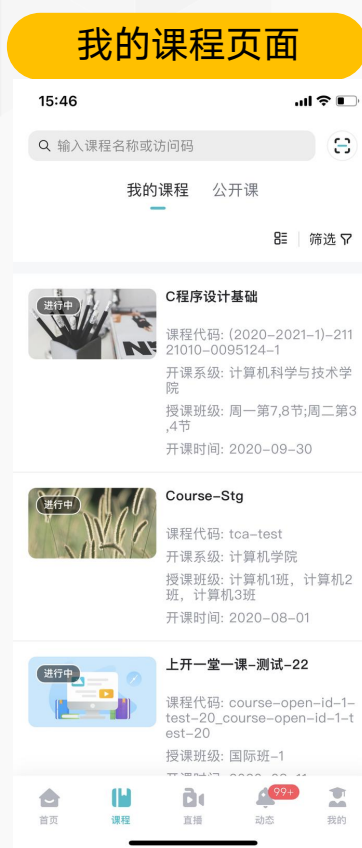 我的课程页面
15:46
输入课程名称或访问码
我的课程 公开课
筛选
进行中
C程序设计基础
课程代码: (2020-2021-1)-211
21010-0095124-1
开课系级: 计算机科学与技术学
院
授课班级: 周一第7,8节;周二第3
,4节
开课时间: 2020-09-30
进行中
Course-Stg
课程代码: tca-test
开课系级: 计算机学院
授课班级: 计算机1班，计算机2
班，计算机3班
开课时间: 2020-08-01
进行中
上开一堂一课-测试-22
课程代码: course-open-id-1-
test-20_course-open-id-1-t
est-20
授课班级: 国际班-1
99+
首页 课程 直播 动态 我的